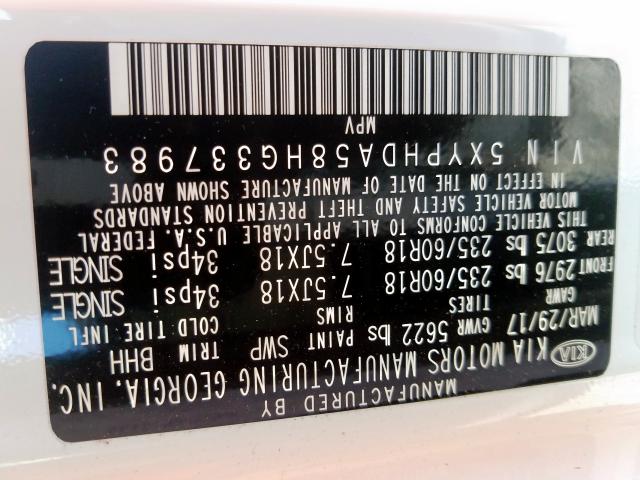 MANUFACTURED BY
KIA KIA MOTORS MANUFACTURING GEORGIA. INC.
MAR/29/17 GVWR 5622 lbs PAINT SWP TRIM BHH
GAWR TIRES RIMS COLD TIRE INFL
FRONT 2976 lbs 235/60R18 7.5JX18 34psi SINGLE
REAR 3075 lbs 235/60R18 7.5JX18 34psi SINGLE
THIS VEHICLE CONFORMS TO ALL APPLICABLE U.S.A. FEDERAL
MOTOR VEHICLE SAFETY AND THEFT PREVENTION STANDARDS
IN EFFECT ON THE DATE OF MANUFACTURE SHOWN ABOVE
VIN 5XYPHDA58HG337983
MPV